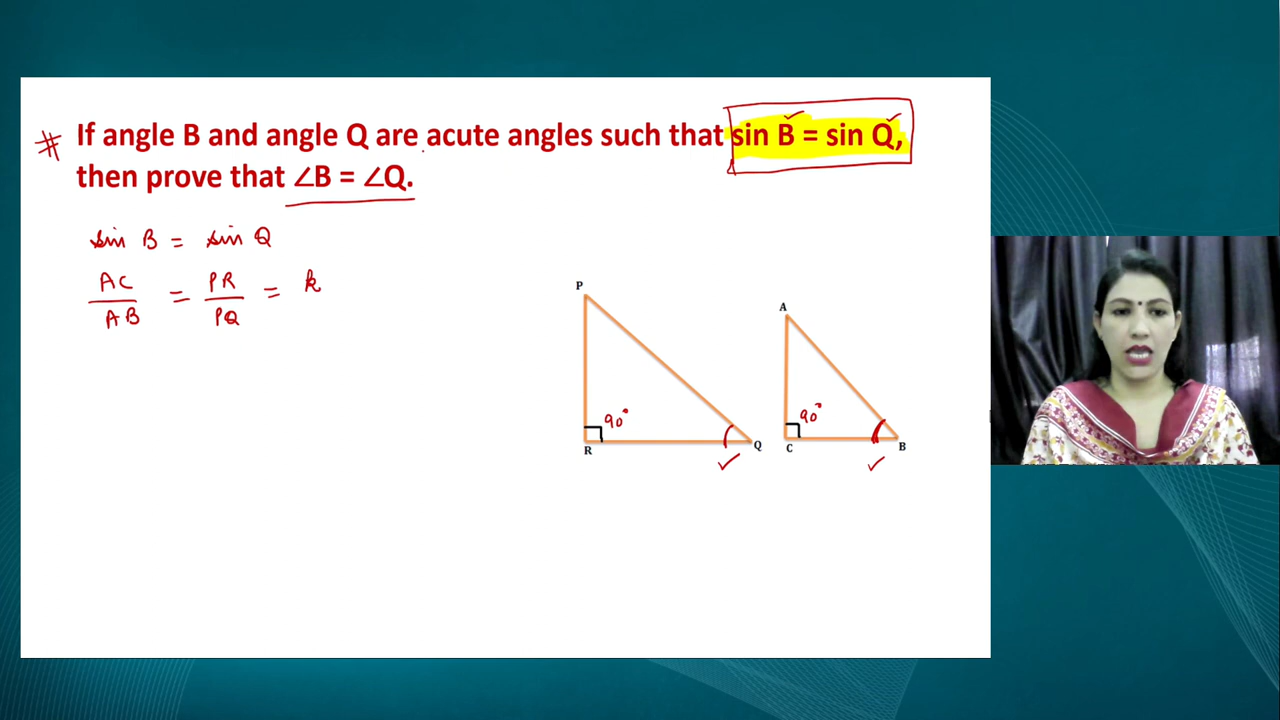 # If angle B and angle Q are acute angles such that sin B = sin Q,
then prove that ∠B = ∠Q.
sin B = sin Q
AC/AB = PR/PQ = k
P
A
90°
90°
R
Q
C
B